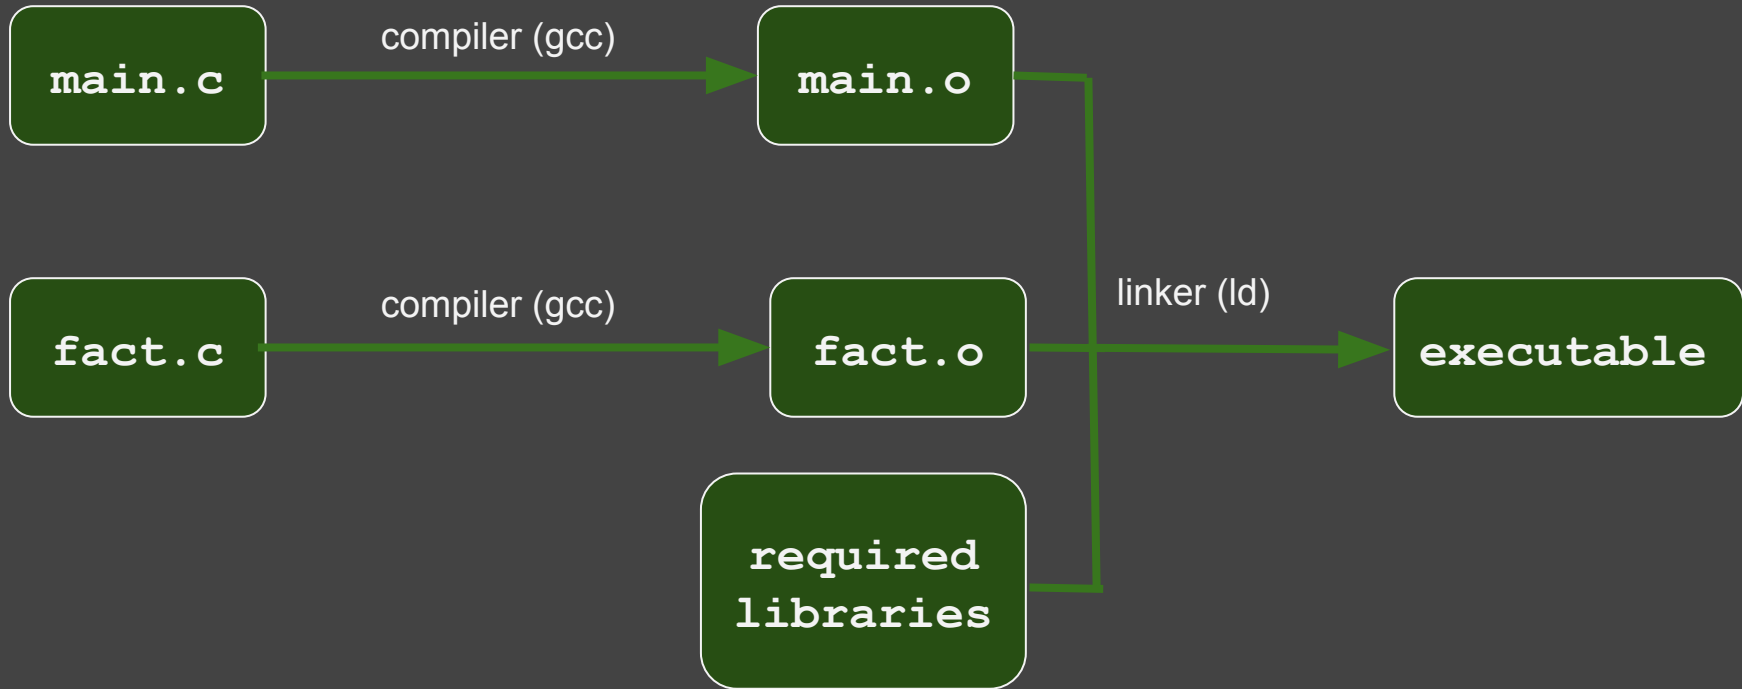 main.c
compiler (gcc)
main.o
fact.c
compiler (gcc)
fact.o
linker (ld)
executable
required
libraries